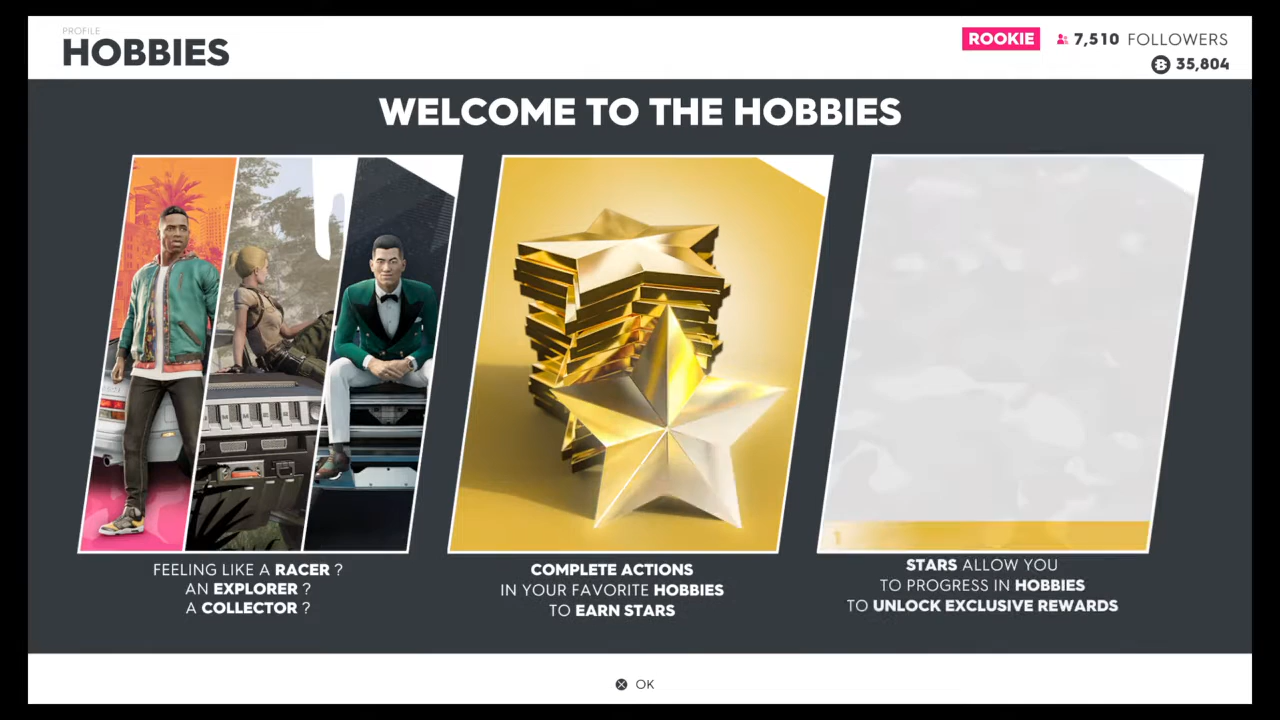 PROFILE
HOBBIES
ROOKIE 7,510 FOLLOWERS
35,804
WELCOME TO THE HOBBIES
FEELING LIKE A RACER ?
AN EXPLORER ?
A COLLECTOR ?
COMPLETE ACTIONS
IN YOUR FAVORITE HOBBIES
TO EARN STARS
1
STARS ALLOW YOU
TO PROGRESS IN HOBBIES
TO UNLOCK EXCLUSIVE REWARDS
OK